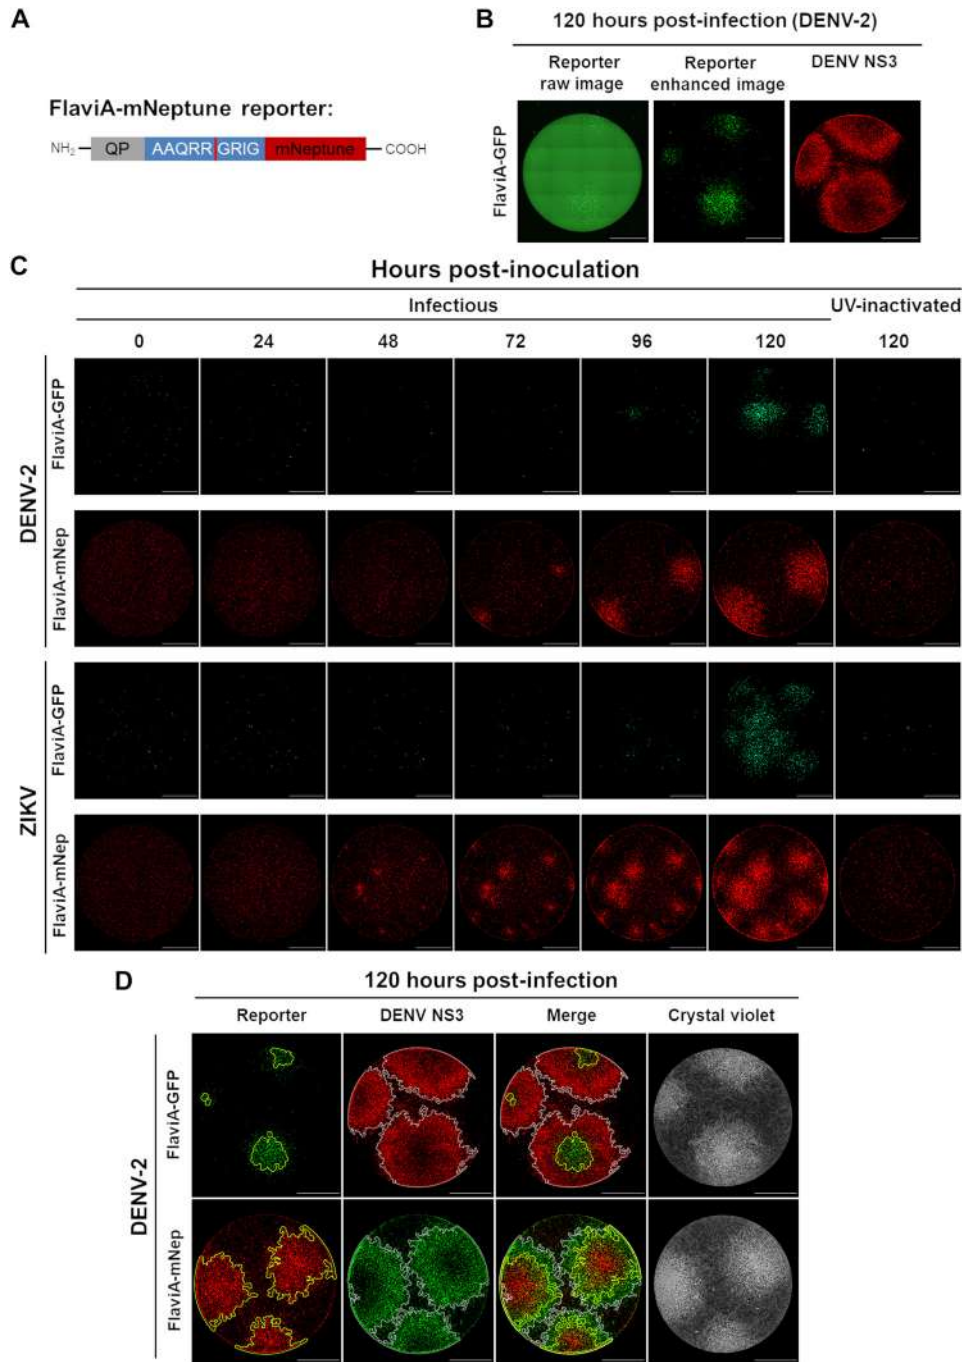 A
FlaviA-mNeptune reporter:
NH2 QP AAQRR GRIG mNeptune COOH
B
120 hours post-infection (DENV-2)
Reporter raw image
Reporter enhanced image
DENV NS3
FlaviA-GFP
C
Hours post-inoculation
Infectious UV-inactivated
0 24 48 72 96 120 120
DENV-2
FlaviA-GFP
FlaviA-mNep
ZIKV
FlaviA-GFP
FlaviA-mNep
D
120 hours post-infection
Reporter DENV NS3 Merge Crystal violet
DENV-2
FlaviA-GFP
FlaviA-mNep